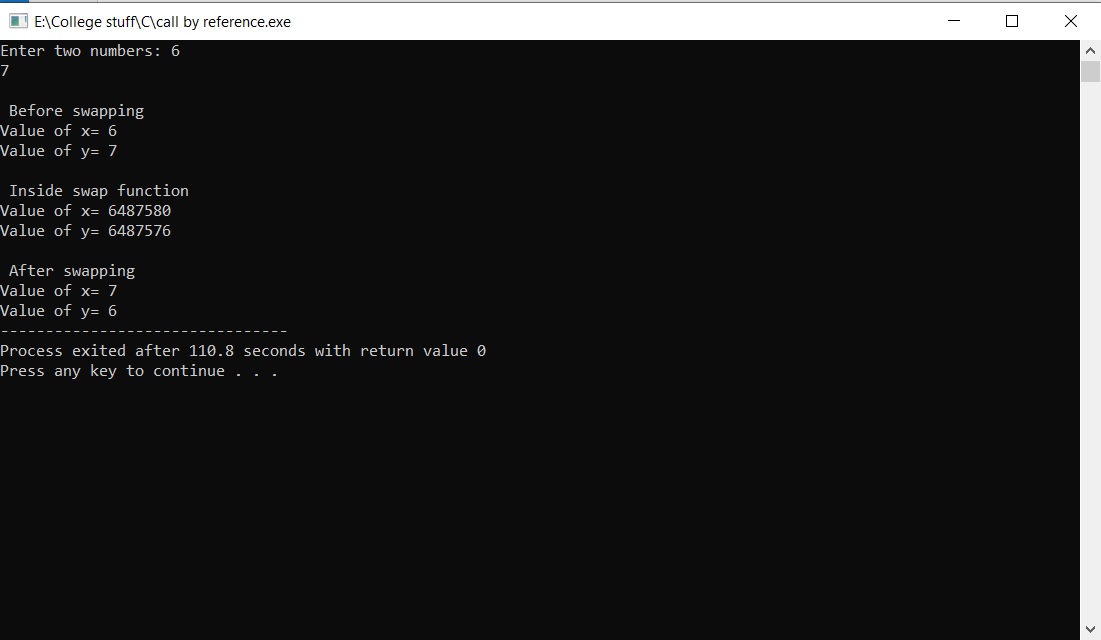 E:\College stuff\C\call by reference.exe
Enter two numbers: 6
7
 Before swapping
Value of x= 6
Value of y= 7
 Inside swap function
Value of x= 6487580
Value of y= 6487576
 After swapping
Value of x= 7
Value of y= 6
--------------------------------
Process exited after 110.8 seconds with return value 0
Press any key to continue . . .